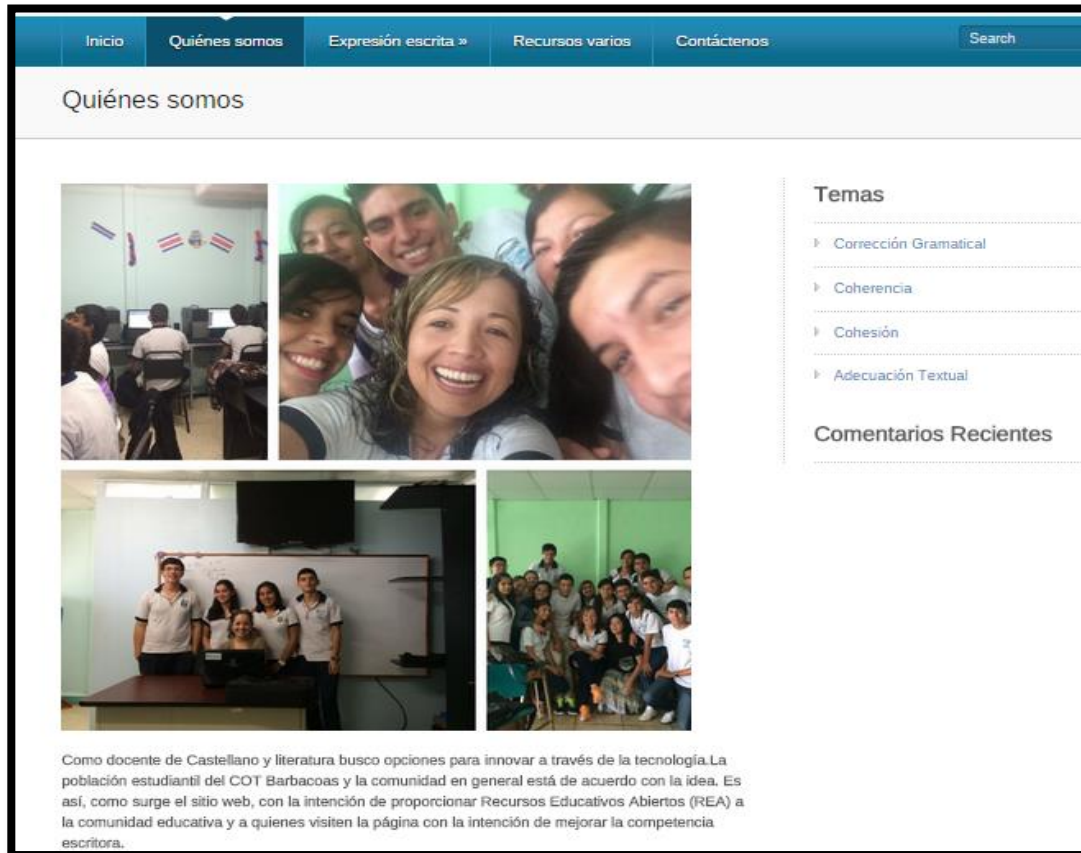 Inicio
Quiénes somos
Expresión escrita »
Recursos varios
Contáctenos
Search
Quiénes somos
Temas
Corrección Gramatical
Coherencia
Cohesión
Adecuación Textual
Comentarios Recientes
Como docente de Castellano y literatura busco opciones para innovar a través de la tecnología.La
población estudiantil del COT Barbacoas y la comunidad en general está de acuerdo con la idea. Es
así, como surge el sitio web, con la intención de proporcionar Recursos Educativos Abiertos (REA) a
la comunidad educativa y a quienes visiten la página con la intención de mejorar la competencia
escritora.